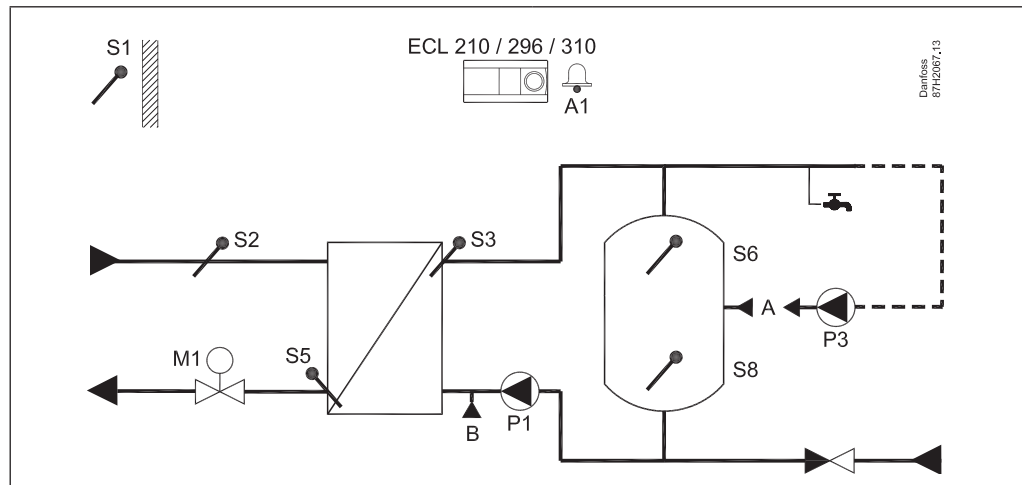 S1
ECL 210 / 296 / 310
A1
Danfoss
87H2067.13
S2
S3
S6
A
P3
M1
S5
S8
B
P1